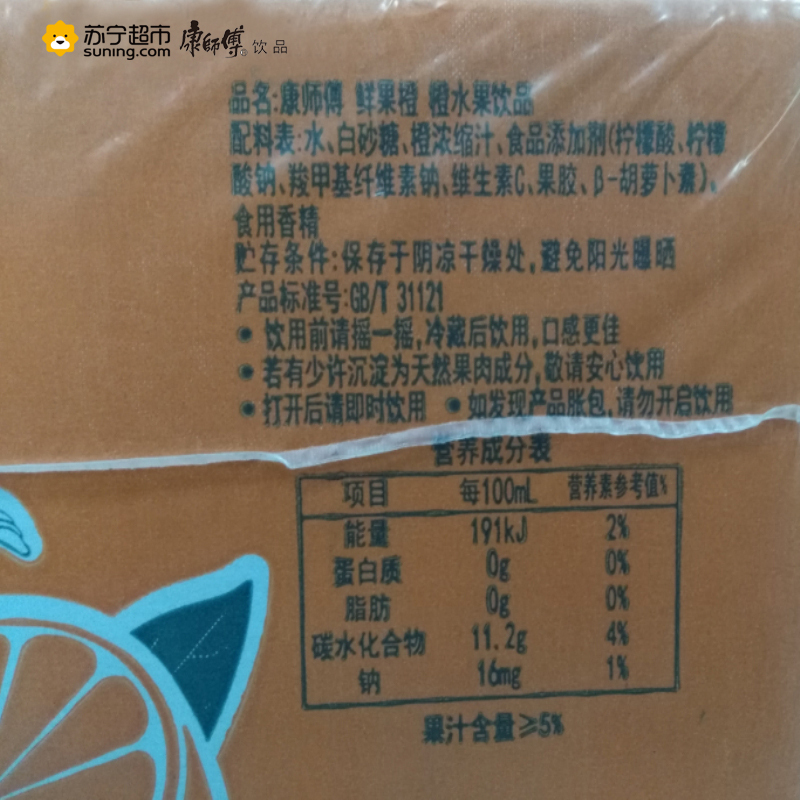 苏宁超市
suning.com
康師傅®饮品
品名:康师傅 鲜果橙 橙水果饮品
配料表:水、白砂糖、橙浓缩汁、食品添加剂(柠檬酸、柠檬
酸钠、羧甲基纤维素钠、维生素C、果胶、β-胡萝卜素)、
食用香精
贮存条件:保存于阴凉干燥处,避免阳光曝晒
产品标准号:GB/T 31121
• 饮用前请摇一摇,冷藏后饮用,口感更佳
• 若有少许沉淀为天然果肉成分,敬请安心饮用
• 打开后请即时饮用 • 如发现产品胀包,请勿开启饮用
营养成分表
项目 每100mL 营养素参考值%
能量 191kJ 2%
蛋白质 0g 0%
脂肪 0g 0%
碳水化合物 11.2g 4%
钠 16mg 1%
果汁含量≥5%